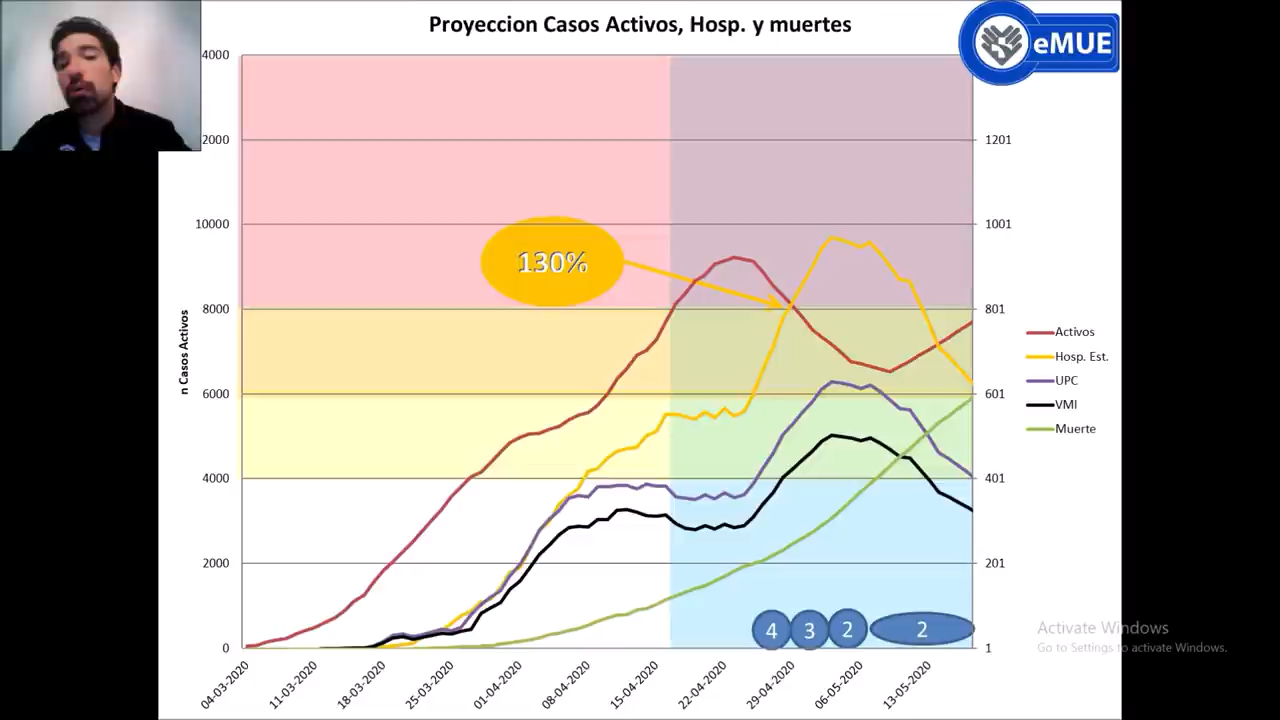 Proyeccion Casos Activos, Hosp. y muertes
eMUE
4000
2000
10000
8000
6000
4000
2000
0
n Casos Activos
1201
1001
801
601
401
201
1
130%
Activos
Hosp. Est.
UPC
VMI
Muerte
4 3 2 2
04-03-2020
11-03-2020
18-03-2020
25-03-2020
01-04-2020
08-04-2020
15-04-2020
22-04-2020
29-04-2020
06-05-2020
13-05-2020
Activate Windows
Go to Settings to activate Windows.